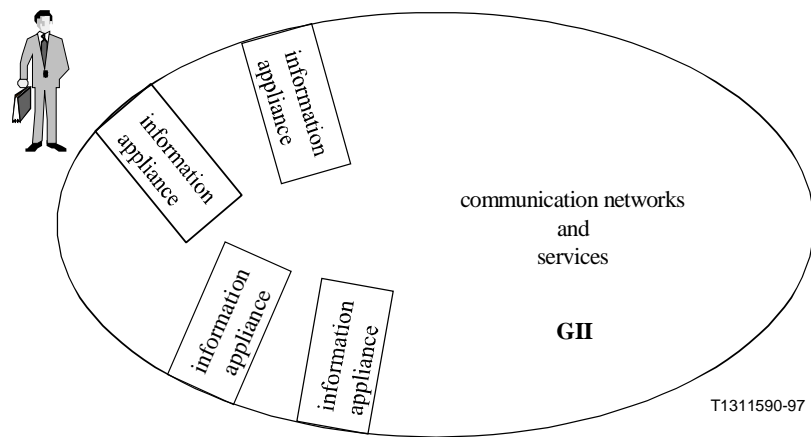 information
appliance
information
appliance
communication networks
and
services
information
appliance
information
appliance
GII
T1311590-97